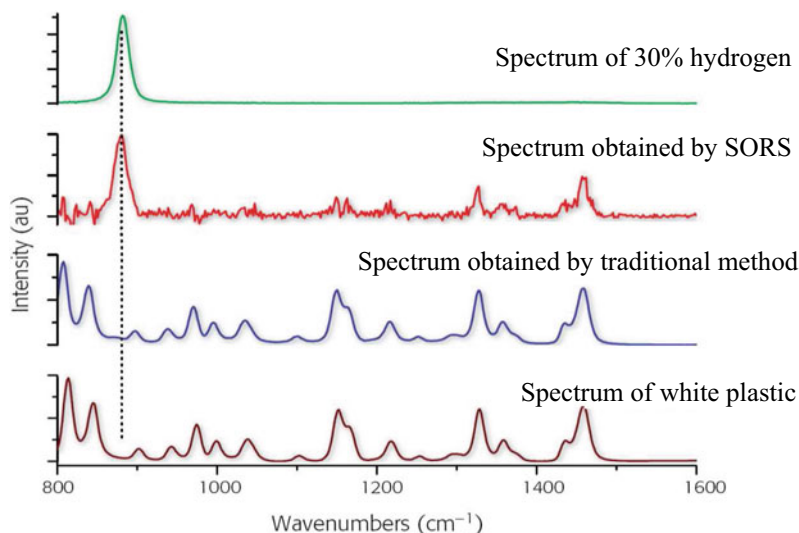 Spectrum of 30% hydrogen
Spectrum obtained by SORS
Spectrum obtained by traditional method
Spectrum of white plastic
Intensity (au)
800 1000 1200 1400 1600
Wavenumbers (cm⁻¹)